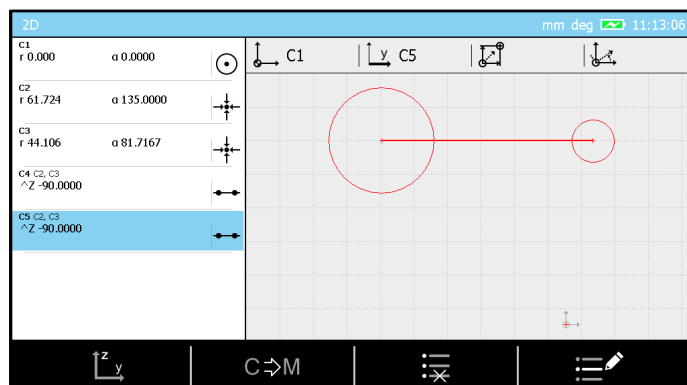 2D mm deg 11:13:06
C1
r 0.000 α 0.0000
C2
r 61.724 α 135.0000
C3
r 44.106 α 81.7167
C4 C2, C3
^Z -90.0000
C5 C2, C3
^Z -90.0000
C1 y C5
z y C⇨M